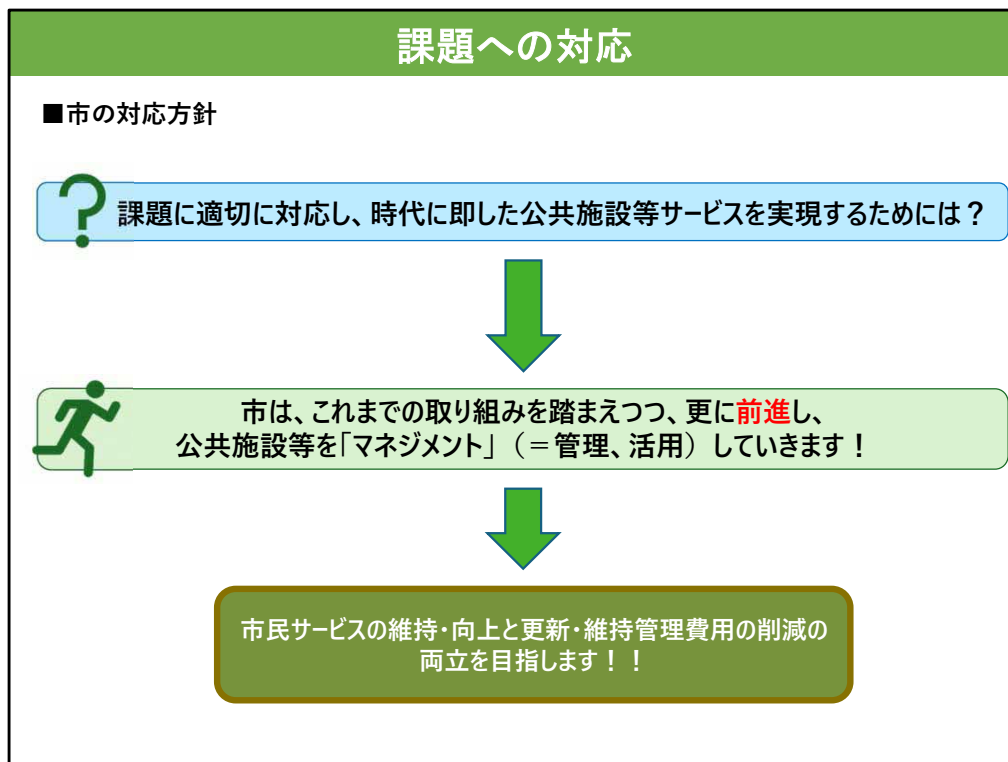 課題への対応
■市の対応方針
?
課題に適切に対応し、時代に即した公共施設等サービスを実現するためには？
市は、これまでの取り組みを踏まえつつ、更に前進し、
公共施設等を「マネジメント」（＝管理、活用）していきます！
市民サービスの維持・向上と更新・維持管理費用の削減の
両立を目指します！！